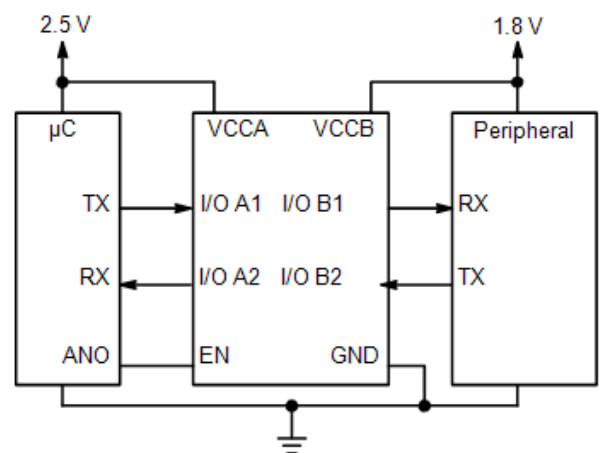 2.5 V 1.8 V
µC VCCA VCCB Peripheral
TX I/O A1 I/O B1 RX
RX I/O A2 I/O B2 TX
ANO EN GND